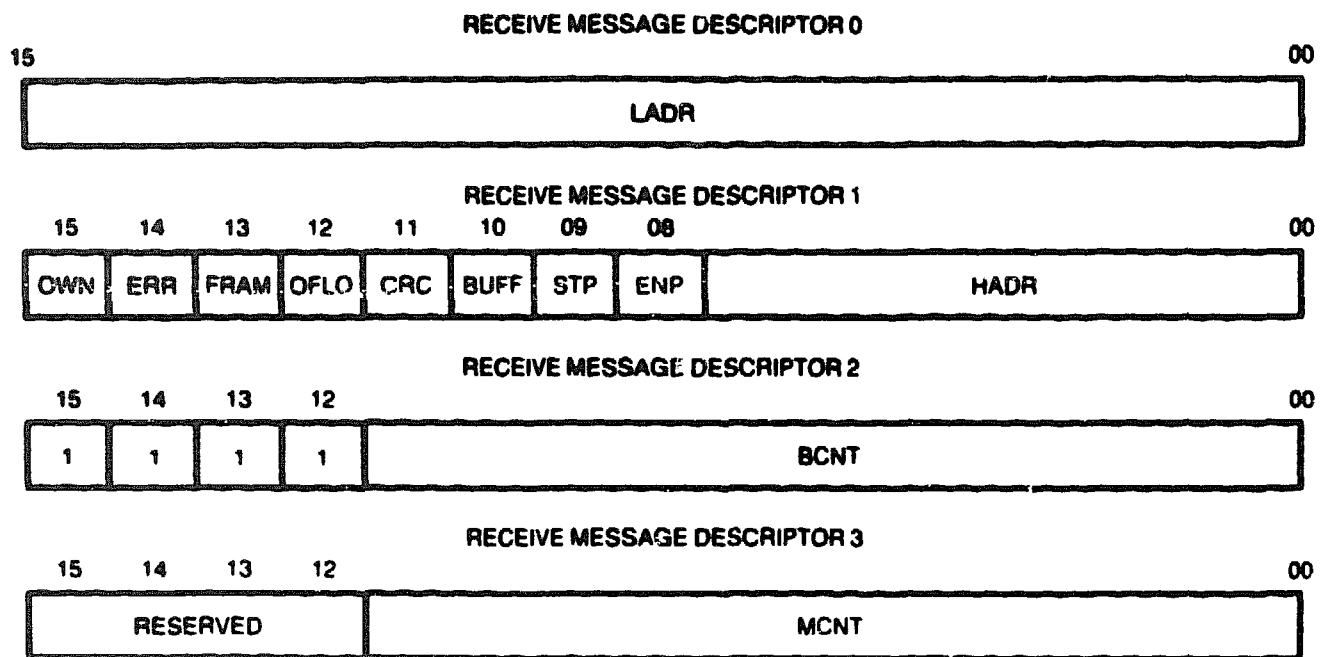 RECEIVE MESSAGE DESCRIPTOR 0
15 00
LADR
RECEIVE MESSAGE DESCRIPTOR 1
15 14 13 12 11 10 09 08 00
OWN ERR FRAM OFLO CRC BUFF STP ENP HADR
RECEIVE MESSAGE DESCRIPTOR 2
15 14 13 12 00
1 1 1 1 BCNT
RECEIVE MESSAGE DESCRIPTOR 3
15 14 13 12 00
RESERVED MCNT